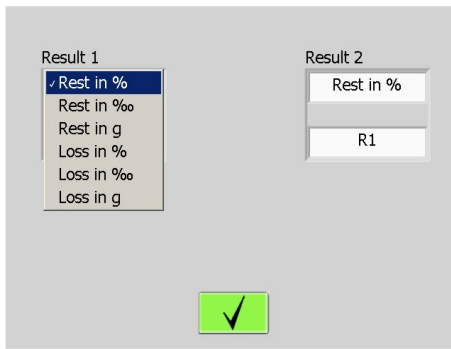 Result 1
✓Rest in %
Rest in ‰
Rest in g
Loss in %
Loss in ‰
Loss in g
Result 2
Rest in %
R1